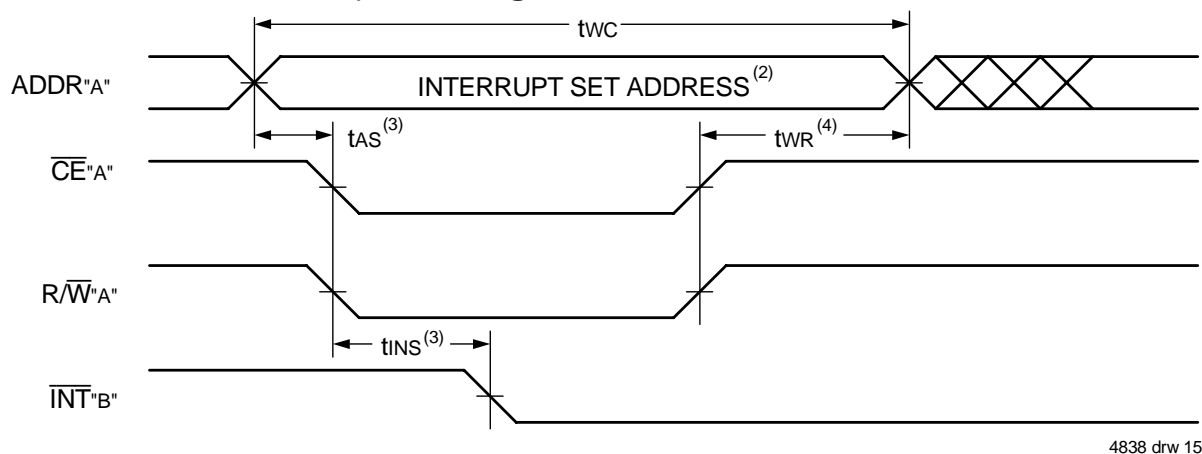 tWC
ADDR"A"
INTERRUPT SET ADDRESS(2)
tAS(3)
tWR(4)
CE"A"
R/W"A"
tINS(3)
INT"B"
4838 drw 15